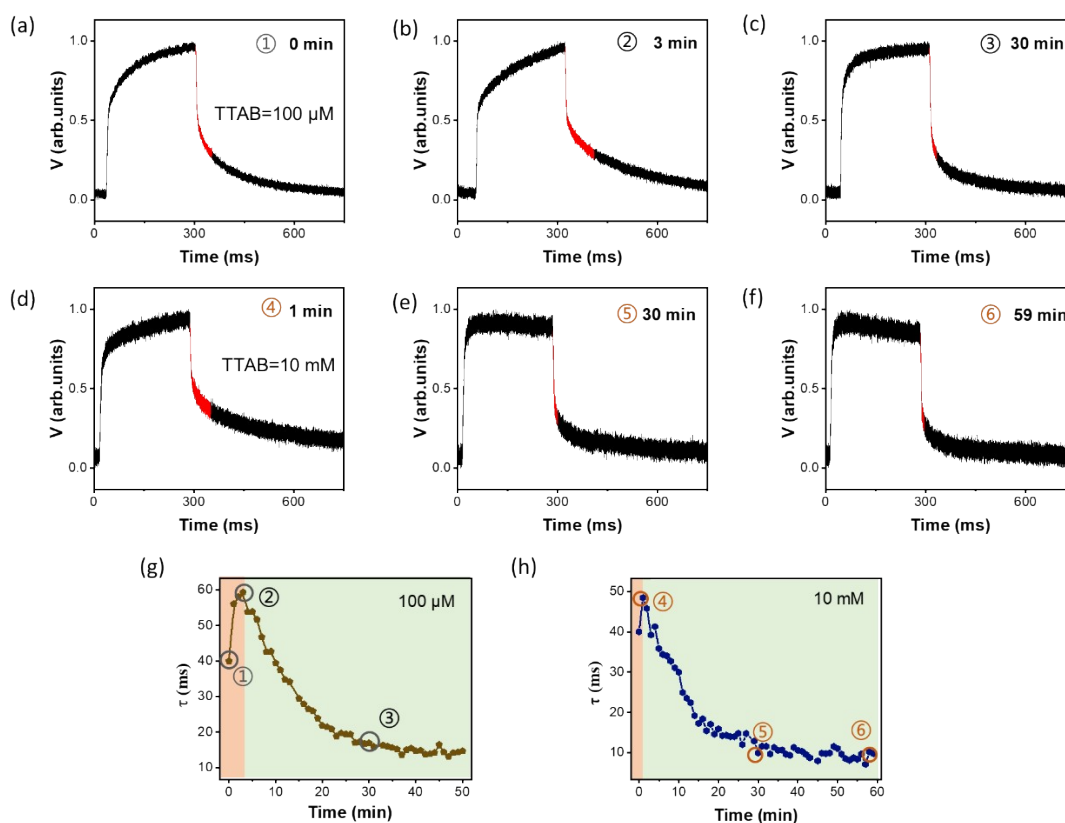 (a)
① 0 min
TTAB=100 µM
V (arb.units)
1.0
0.5
0.0
0 300 600
Time (ms)
(b)
② 3 min
V (arb.units)
1.0
0.5
0.0
0 300 600
Time (ms)
(c)
③ 30 min
V (arb.units)
1.0
0.5
0.0
0 300 600
Time (ms)
(d)
④ 1 min
TTAB=10 mM
V (arb.units)
1.0
0.5
0.0
0 300 600
Time (ms)
(e)
⑤ 30 min
V (arb.units)
1.0
0.5
0.0
0 300 600
Time (ms)
(f)
⑥ 59 min
V (arb.units)
1.0
0.5
0.0
0 300 600
Time (ms)
(g)
100 µM
τ (ms)
60
50
40
30
20
10
①
②
③
0 10 20 30 40 50
Time (min)
(h)
10 mM
τ (ms)
50
40
30
20
10
④
⑤
⑥
0 10 20 30 40 50 60
Time (min)